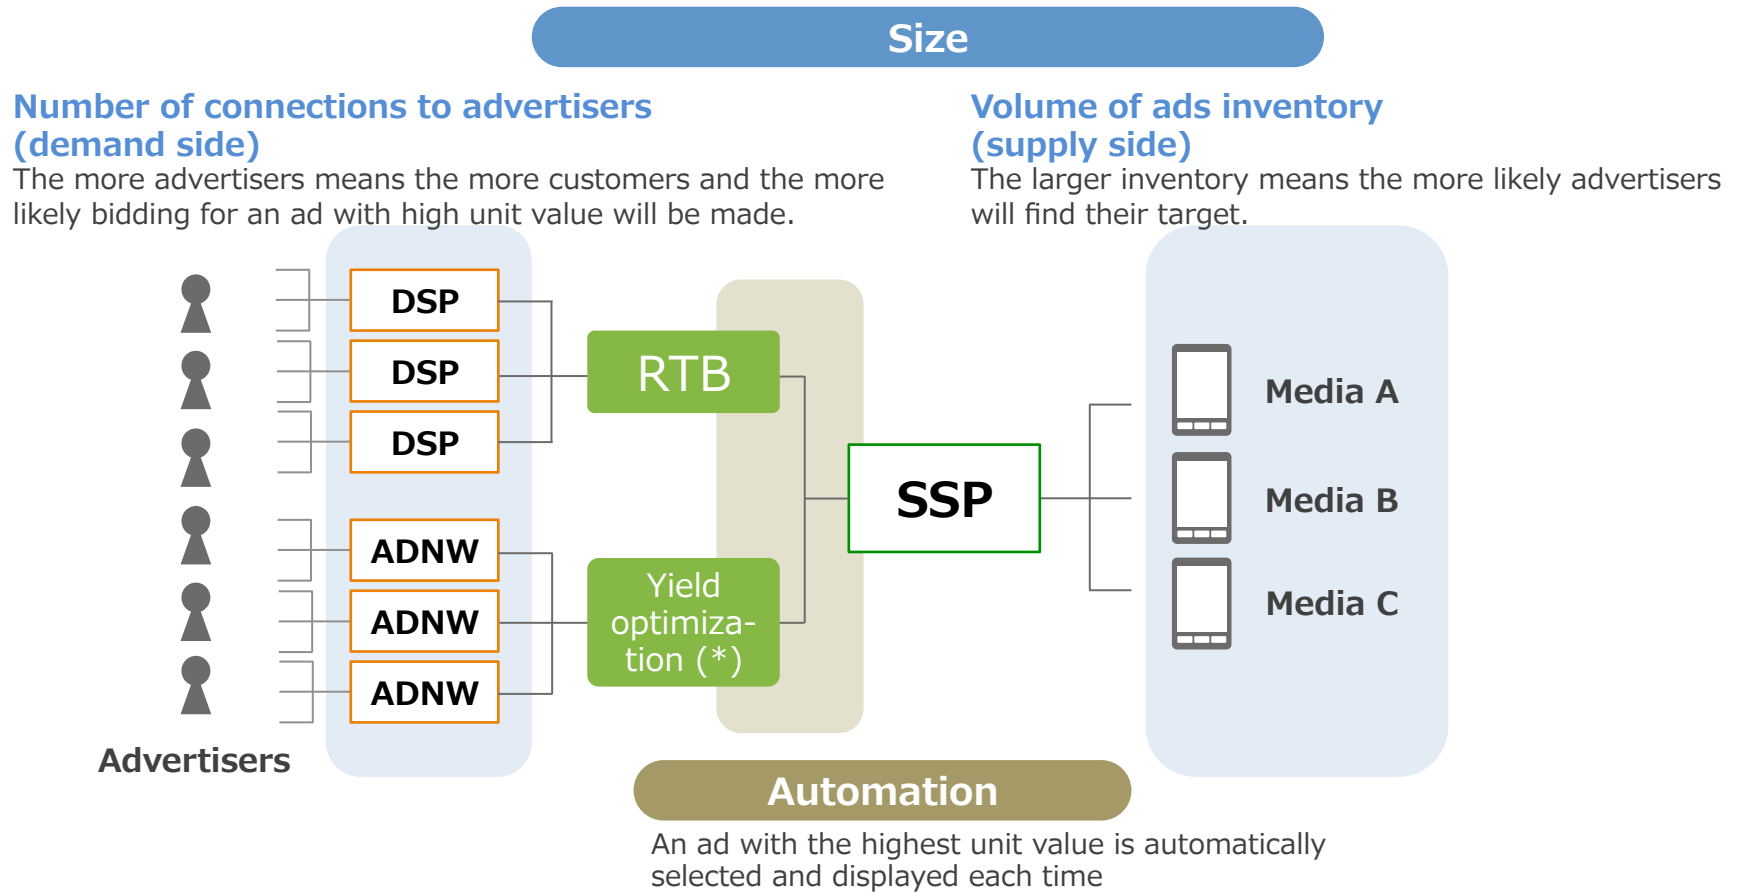 Size
Number of connections to advertisers
(demand side)
The more advertisers means the more customers and the more
likely bidding for an ad with high unit value will be made.
Volume of ads inventory
(supply side)
The larger inventory means the more likely advertisers
will find their target.
DSP
DSP
DSP
ADNW
ADNW
ADNW
Advertisers
RTB
Yield
optimiza-
tion (*)
SSP
Media A
Media B
Media C
Automation
An ad with the highest unit value is automatically
selected and displayed each time